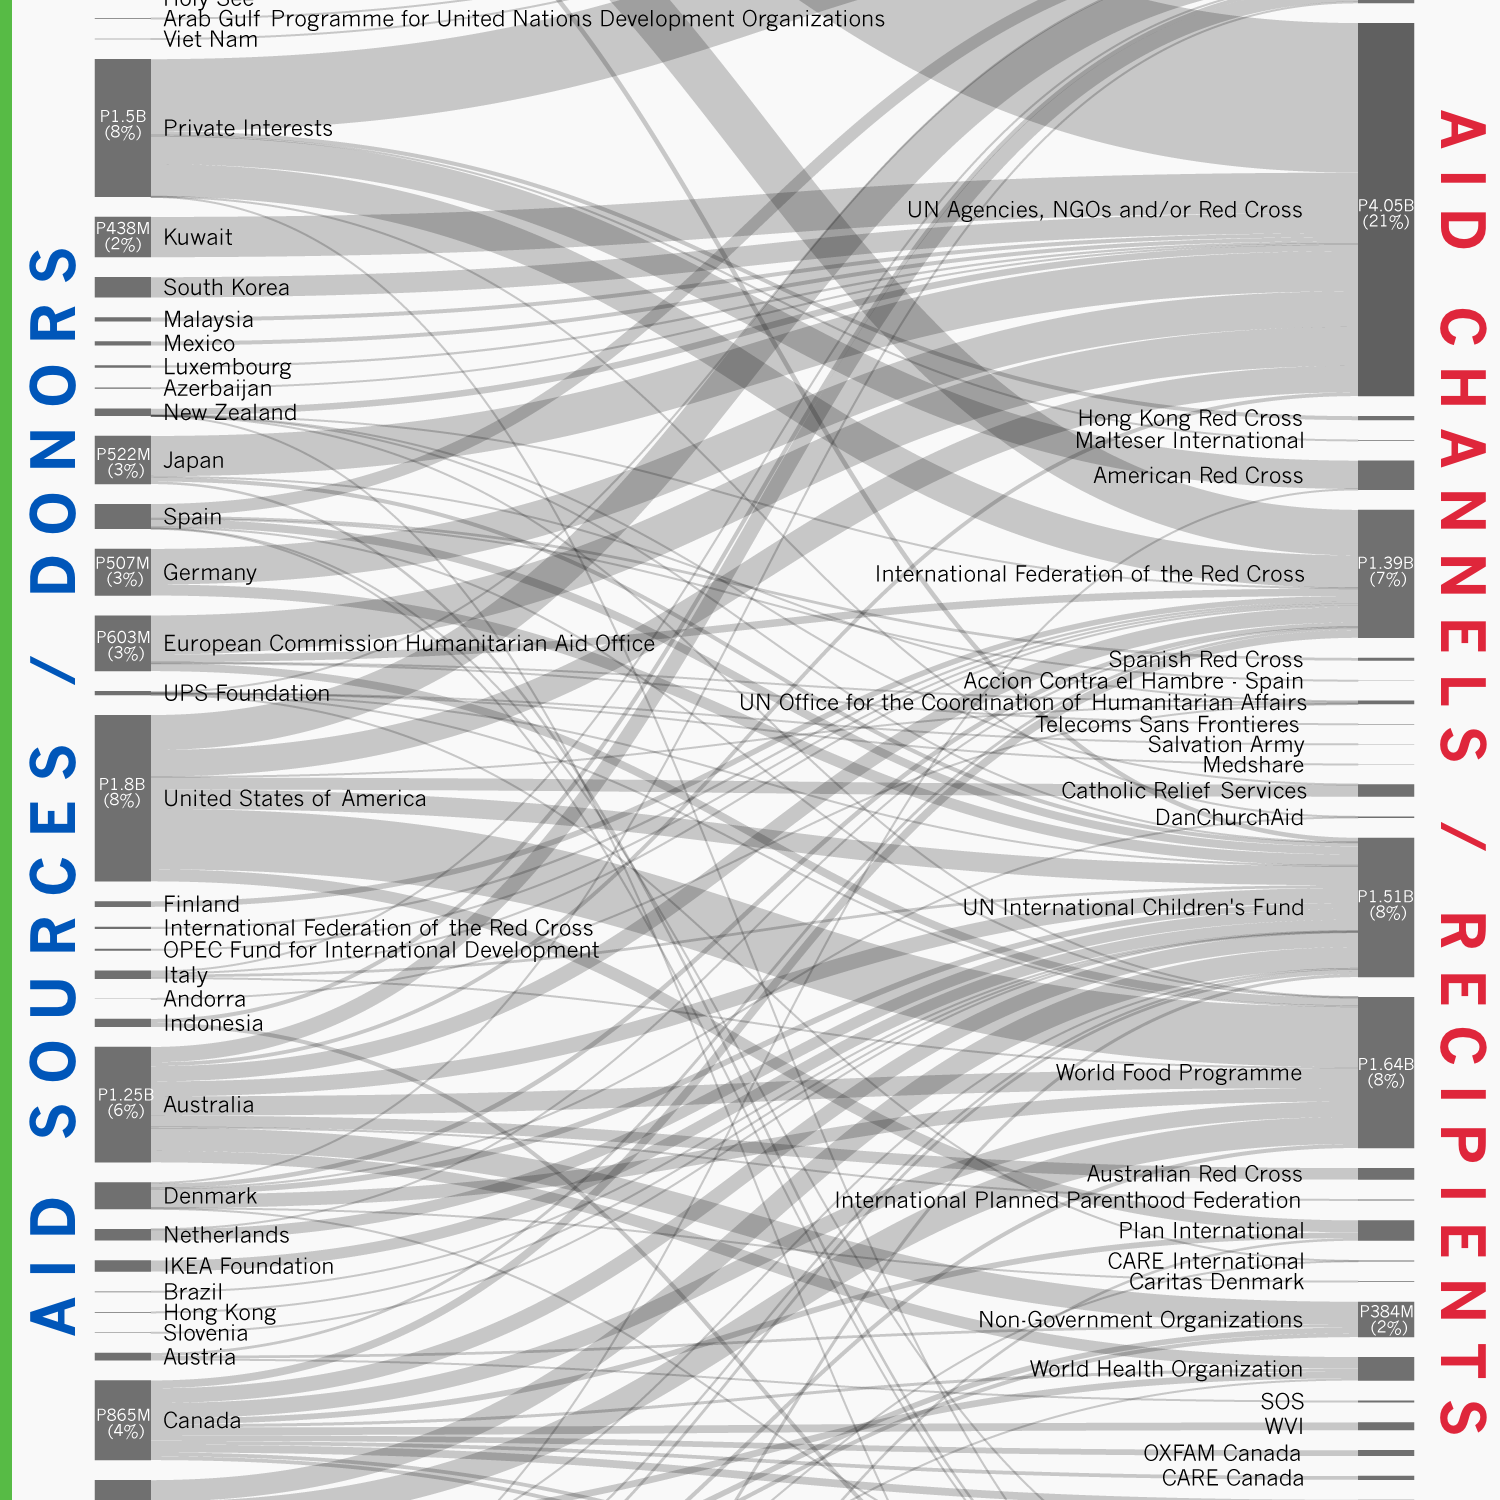 AID SOURCES / DONORS
Holy See
Arab Gulf Programme for United Nations Development Organizations
Viet Nam
P1.5B
(8%)
Private Interests
P438M
(2%)
Kuwait
South Korea
Malaysia
Mexico
Luxembourg
Azerbaijan
New Zealand
P522M
(3%)
Japan
Spain
P507M
(3%)
Germany
P603M
(3%)
European Commission Humanitarian Aid Office
UPS Foundation
P1.8B
(8%)
United States of America
Finland
International Federation of the Red Cross
OPEC Fund for International Development
Italy
Andorra
Indonesia
P1.25B
(6%)
Australia
Denmark
Netherlands
IKEA Foundation
Brazil
Hong Kong
Slovenia
Austria
P865M
(4%)
Canada
UN Agencies, NGOs and/or Red Cross
P4.05B
(21%)
Hong Kong Red Cross
Malteser International
American Red Cross
International Federation of the Red Cross
P1.39B
(7%)
Spanish Red Cross
Accion Contra el Hambre - Spain
UN Office for the Coordination of Humanitarian Affairs
Telecoms Sans Frontieres
Salvation Army
Medshare
Catholic Relief Services
DanChurchAid
UN International Children's Fund
P1.51B
(8%)
World Food Programme
P1.64B
(8%)
Australian Red Cross
International Planned Parenthood Federation
Plan International
CARE International
Caritas Denmark
Non-Government Organizations
P384M
(2%)
World Health Organization
SOS
WVI
OXFAM Canada
CARE Canada
AID CHANNELS / RECIPIENTS